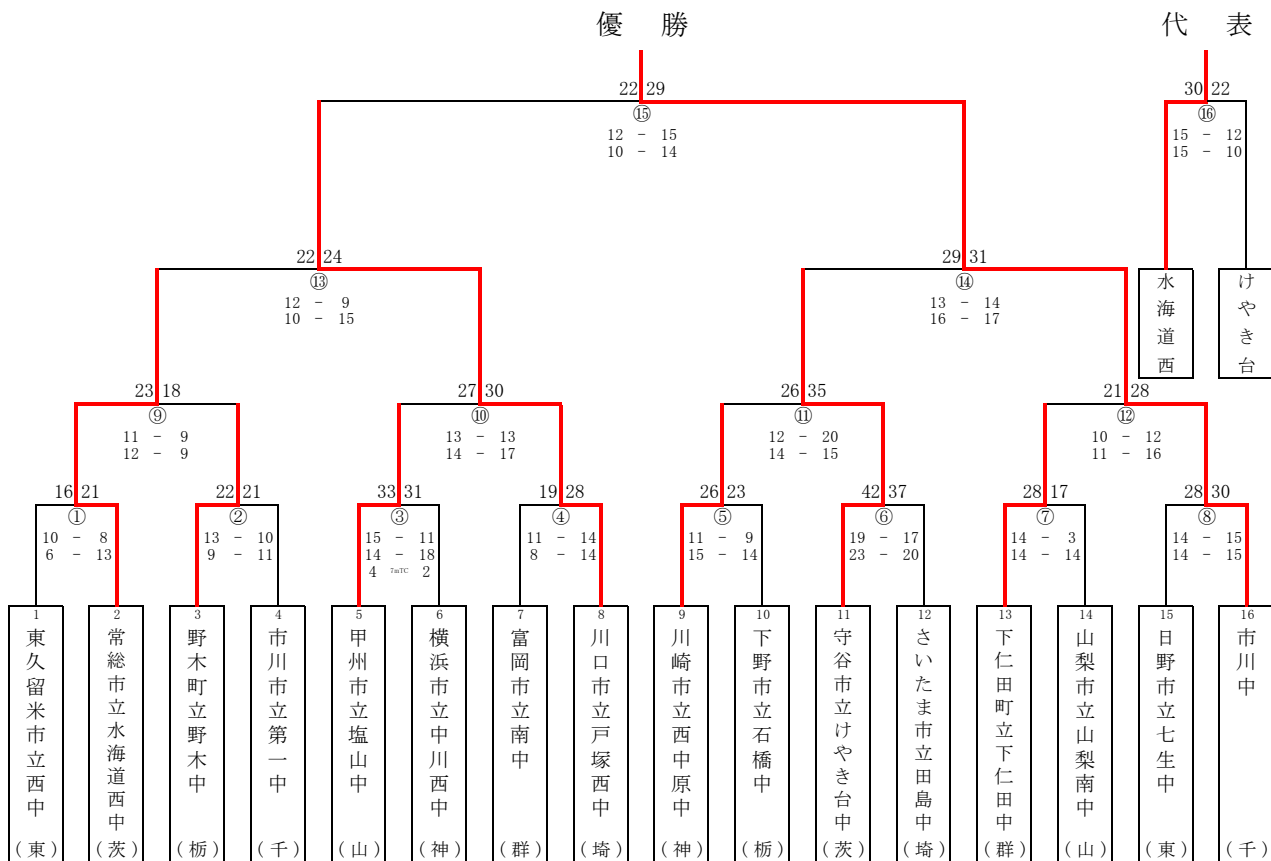 優 勝
代 表
22 29
⑮
12 - 15
10 - 14
30 22
⑯
15 - 12
15 - 10
22 24
⑬
12 - 9
10 - 15
29 31
⑭
13 - 14
16 - 17
水海道西
けやき台
23 18
⑨
11 - 9
12 - 9
27 30
⑩
13 - 13
14 - 17
26 35
⑪
12 - 20
14 - 15
21 28
⑫
10 - 12
11 - 16
16 21
①
10 - 8
6 - 13
22 21
②
13 - 10
9 - 11
33 31
③
15 - 11
14 - 18
4 7mTC 2
19 28
④
11 - 14
8 - 14
26 23
⑤
11 - 9
15 - 14
42 37
⑥
19 - 17
23 - 20
28 17
⑦
14 - 3
14 - 14
28 30
⑧
14 - 15
14 - 15
1 東久留米市立西中(東)
2 常総市立水海道西中(茨)
3 野木町立野木中(栃)
4 市川市立第一中(千)
5 甲州市立塩山中(山)
6 横浜市立中川西中(神)
7 富岡市立南中(群)
8 川口市立戸塚西中(埼)
9 川崎市立西中原中(神)
10 下野市立石橋中(栃)
11 守谷市立けやき台中(茨)
12 さいたま市立田島中(埼)
13 下仁田町立下仁田中(群)
14 山梨市立山梨南中(山)
15 日野市立七生中(東)
16 市川中(千)